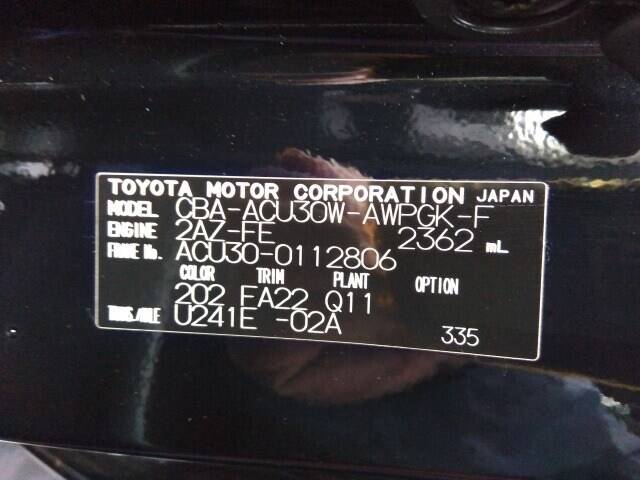 TOYOTA MOTOR CORPORATION JAPAN
MODEL CBA-ACU30W-AWPGK-F
ENGINE 2AZ-FE 2362 mL
FRAME No. ACU30-0112806
COLOR TRIM PLANT OPTION
202 FA22 Q11
TRANS./AXLE U241E -02A
335